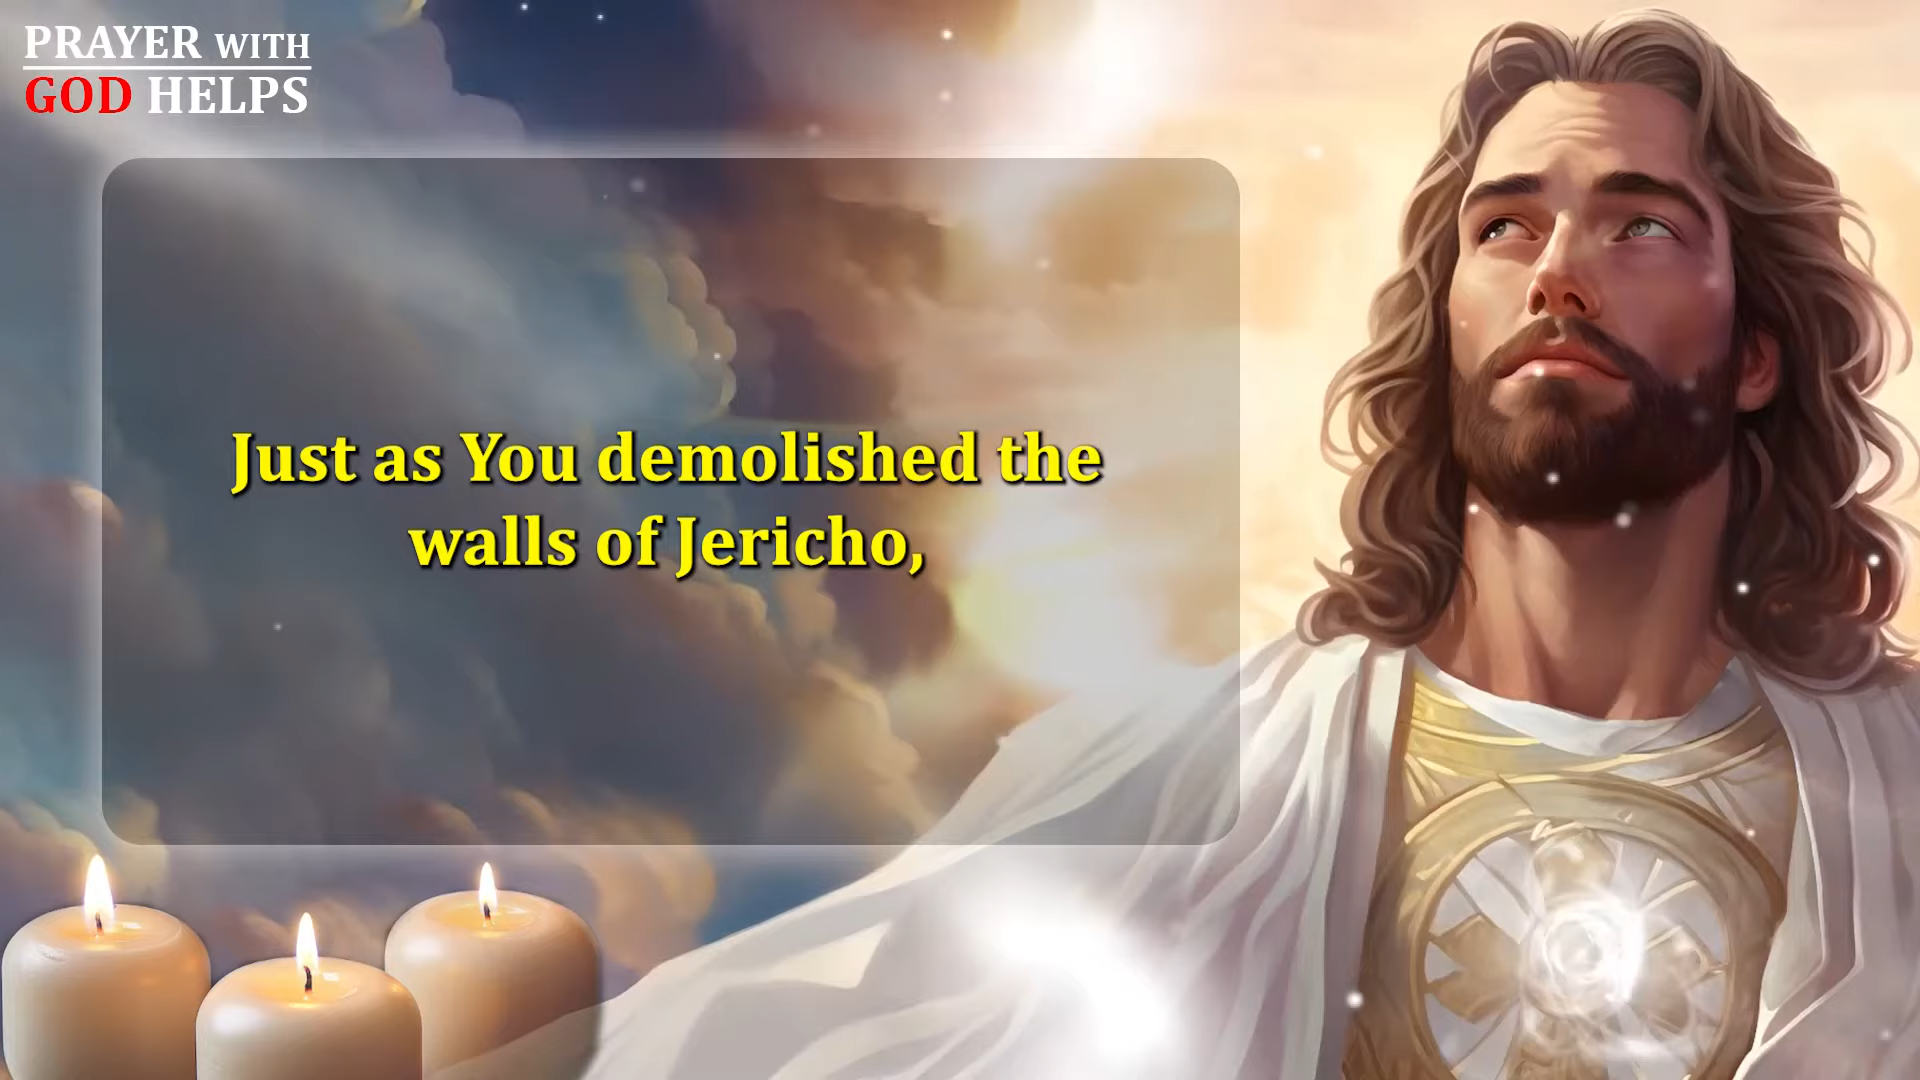 PRAYER WITH
GOD HELPS
Just as You demolished the
walls of Jericho,